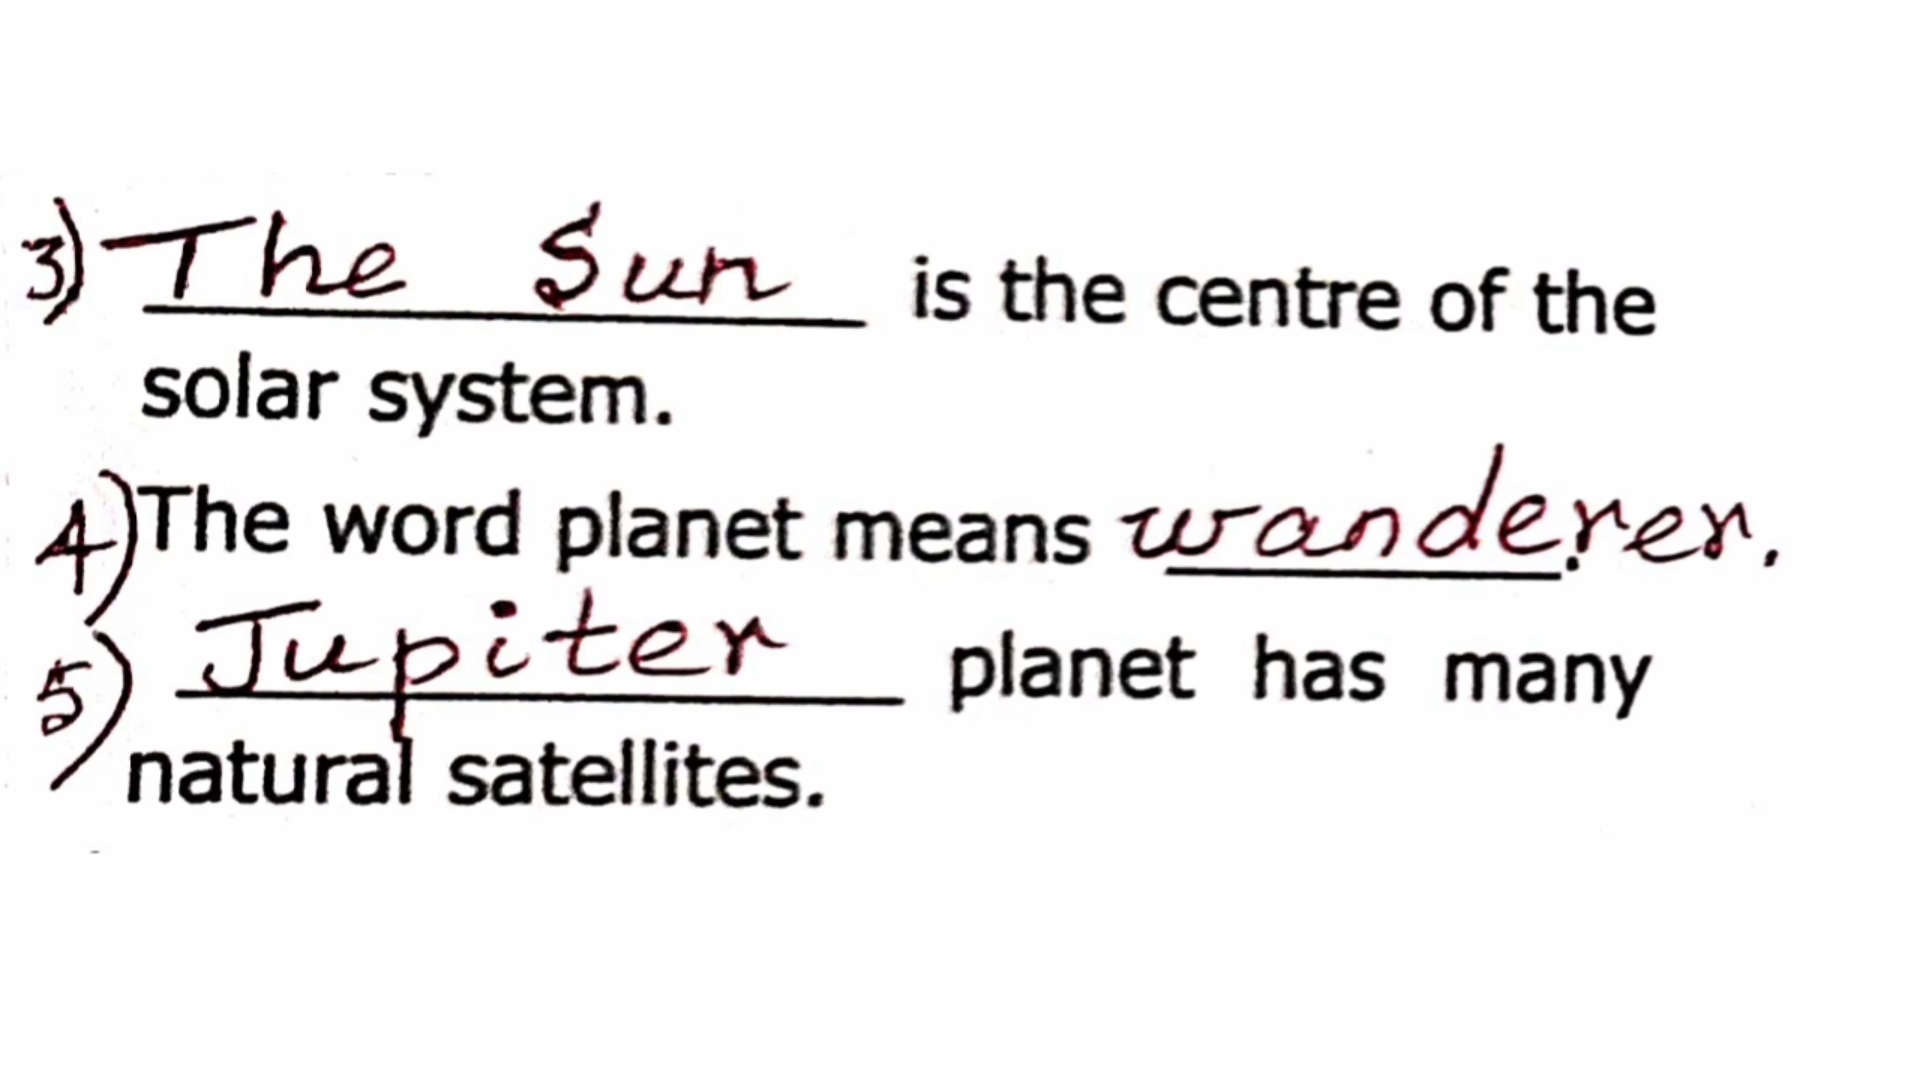 3) The Sun is the centre of the
solar system.
4) The word planet means wanderer.
5) Jupiter planet has many
natural satellites.